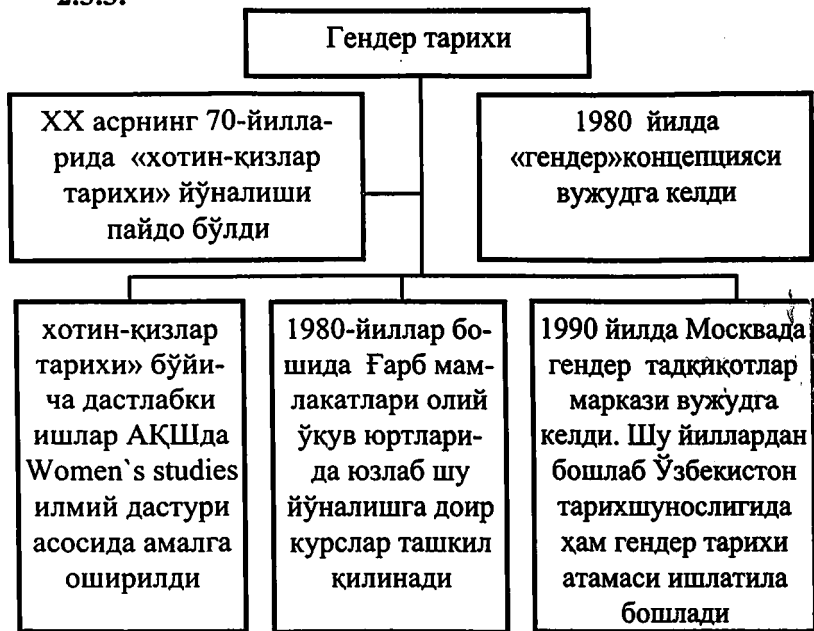 Гендер тарихи
XX асрнинг 70-йилла-
рида «хотин-қизлар
тарихи» йўналиши
пайдо бўлди
1980 йилда
«гендер»концепцияси
вужудга келди
хотин-қизлар
тарихи» бўйи-
ча дастлабки
ишлар АҚШда
Women`s studies
илмий дастури
асосида амалга
оширилди
1980-йиллар бо-
шида Ғарб мам-
лакатлари олий
ўқув юртлари-
да юзлаб шу
йўналишга доир
курслар ташкил
қилинади
1990 йилда Москвада
гендер тадқиқотлар
маркази вужудга
келди. Шу йиллардан
бошлаб Ўзбекистон
тарихшунослигида
ҳам гендер тарихи
атамаси ишлатила
бошлади